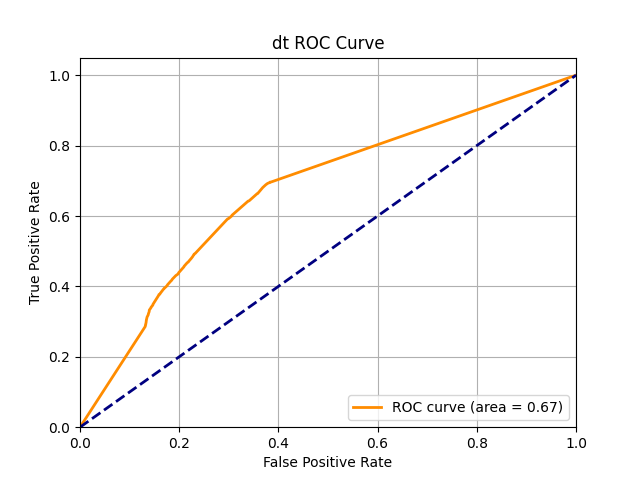 dt ROC Curve
1.0
0.8
0.6
0.4
0.2
0.0
True Positive Rate
ROC curve (area = 0.67)
0.0 0.2 0.4 0.6 0.8 1.0
False Positive Rate